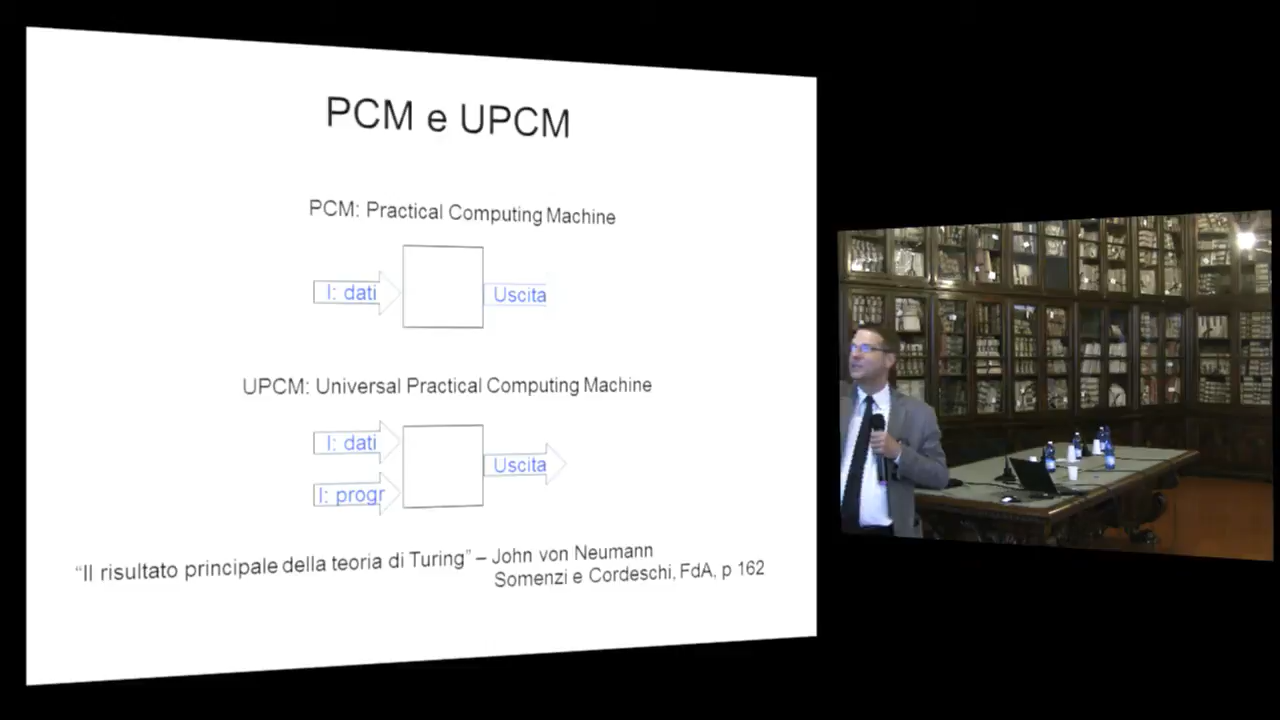 PCM e UPCM
PCM: Practical Computing Machine
I: dati
Uscita
UPCM: Universal Practical Computing Machine
I: dati
Uscita
I: progr
“Il risultato principale della teoria di Turing” – John von Neumann
Somenzi e Cordeschi, FdA, p 162